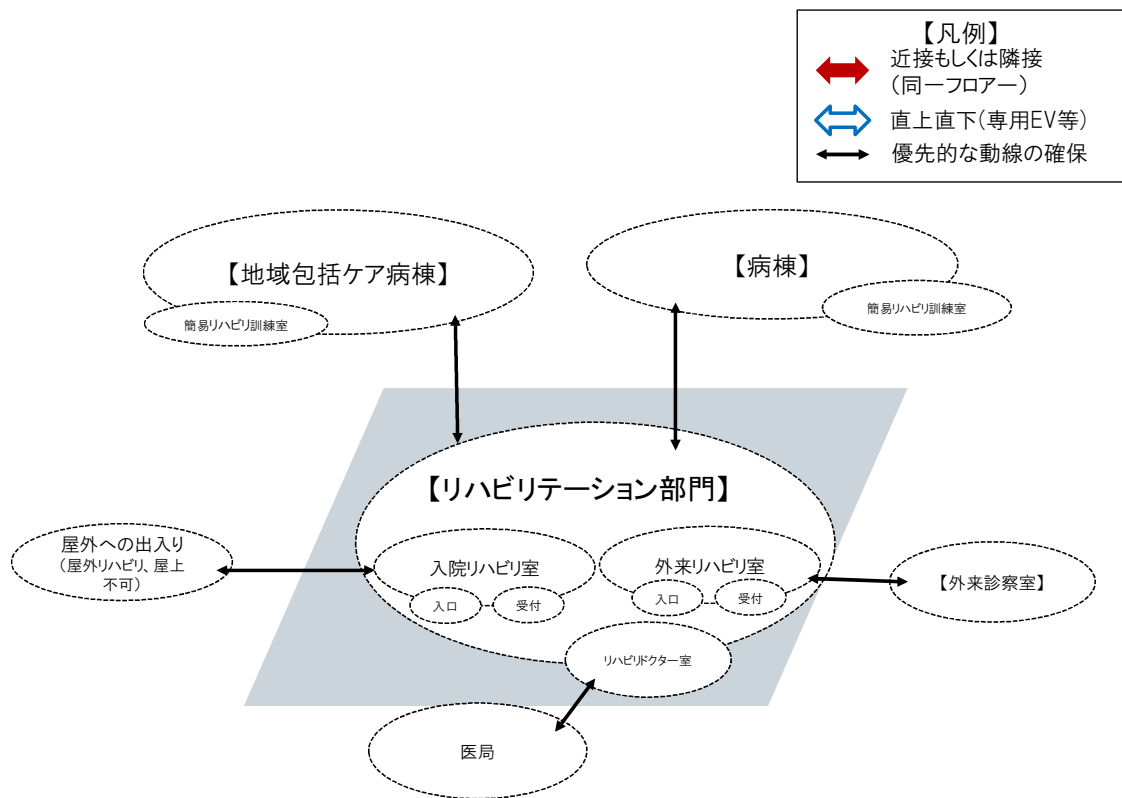 【凡例】
近接もしくは隣接
(同一フロアー)
直上直下(専用EV等)
優先的な動線の確保
【地域包括ケア病棟】
簡易リハビリ訓練室
【病棟】
簡易リハビリ訓練室
【リハビリテーション部門】
入院リハビリ室
入口
受付
外来リハビリ室
入口
受付
リハビリドクター室
屋外への出入り
(屋外リハビリ、屋上
不可)
【外来診察室】
医局